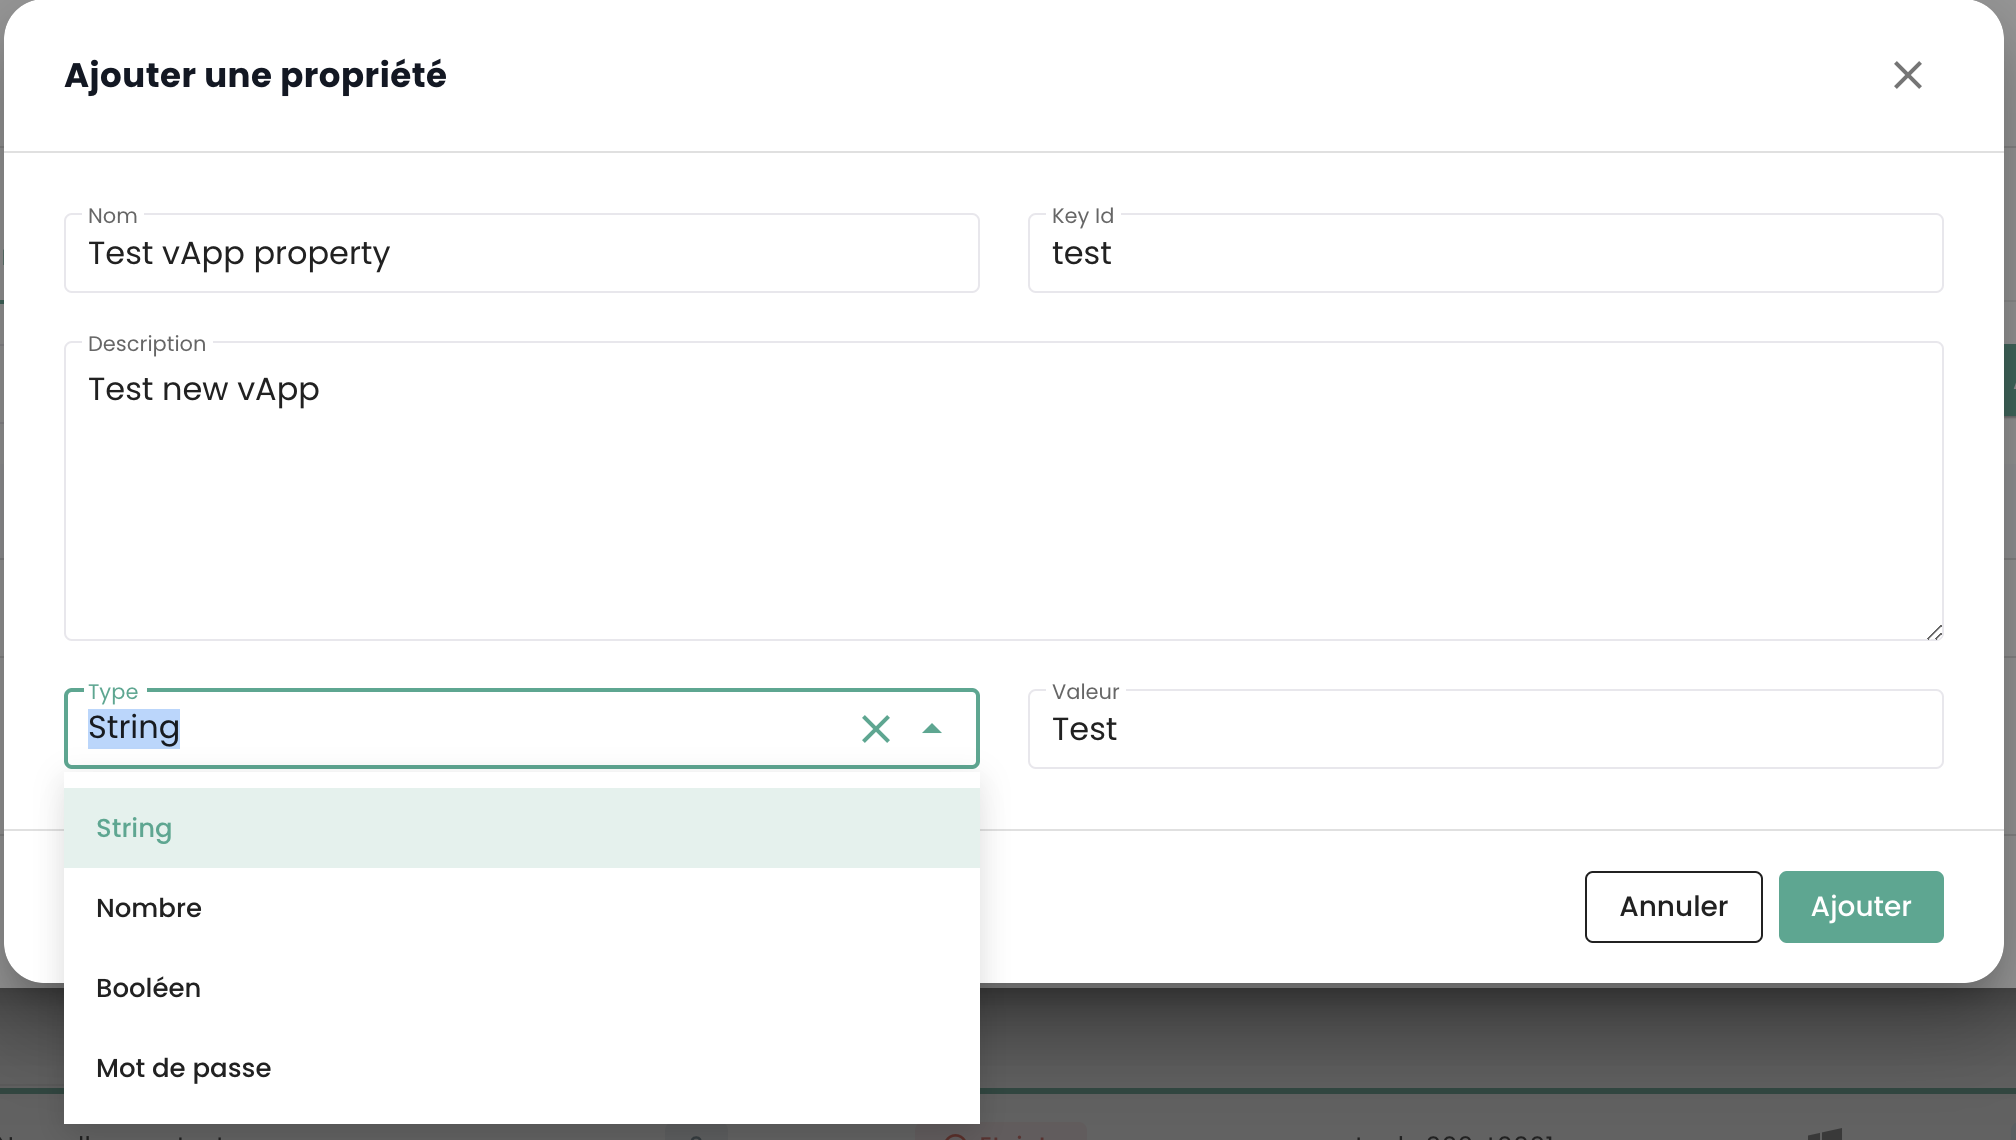 Ajouter une propriété
Nom
Test vApp property
Key Id
test
Description
Test new vApp
Type
String
Valeur
Test
String
Nombre
Booléen
Mot de passe
Annuler
Ajouter